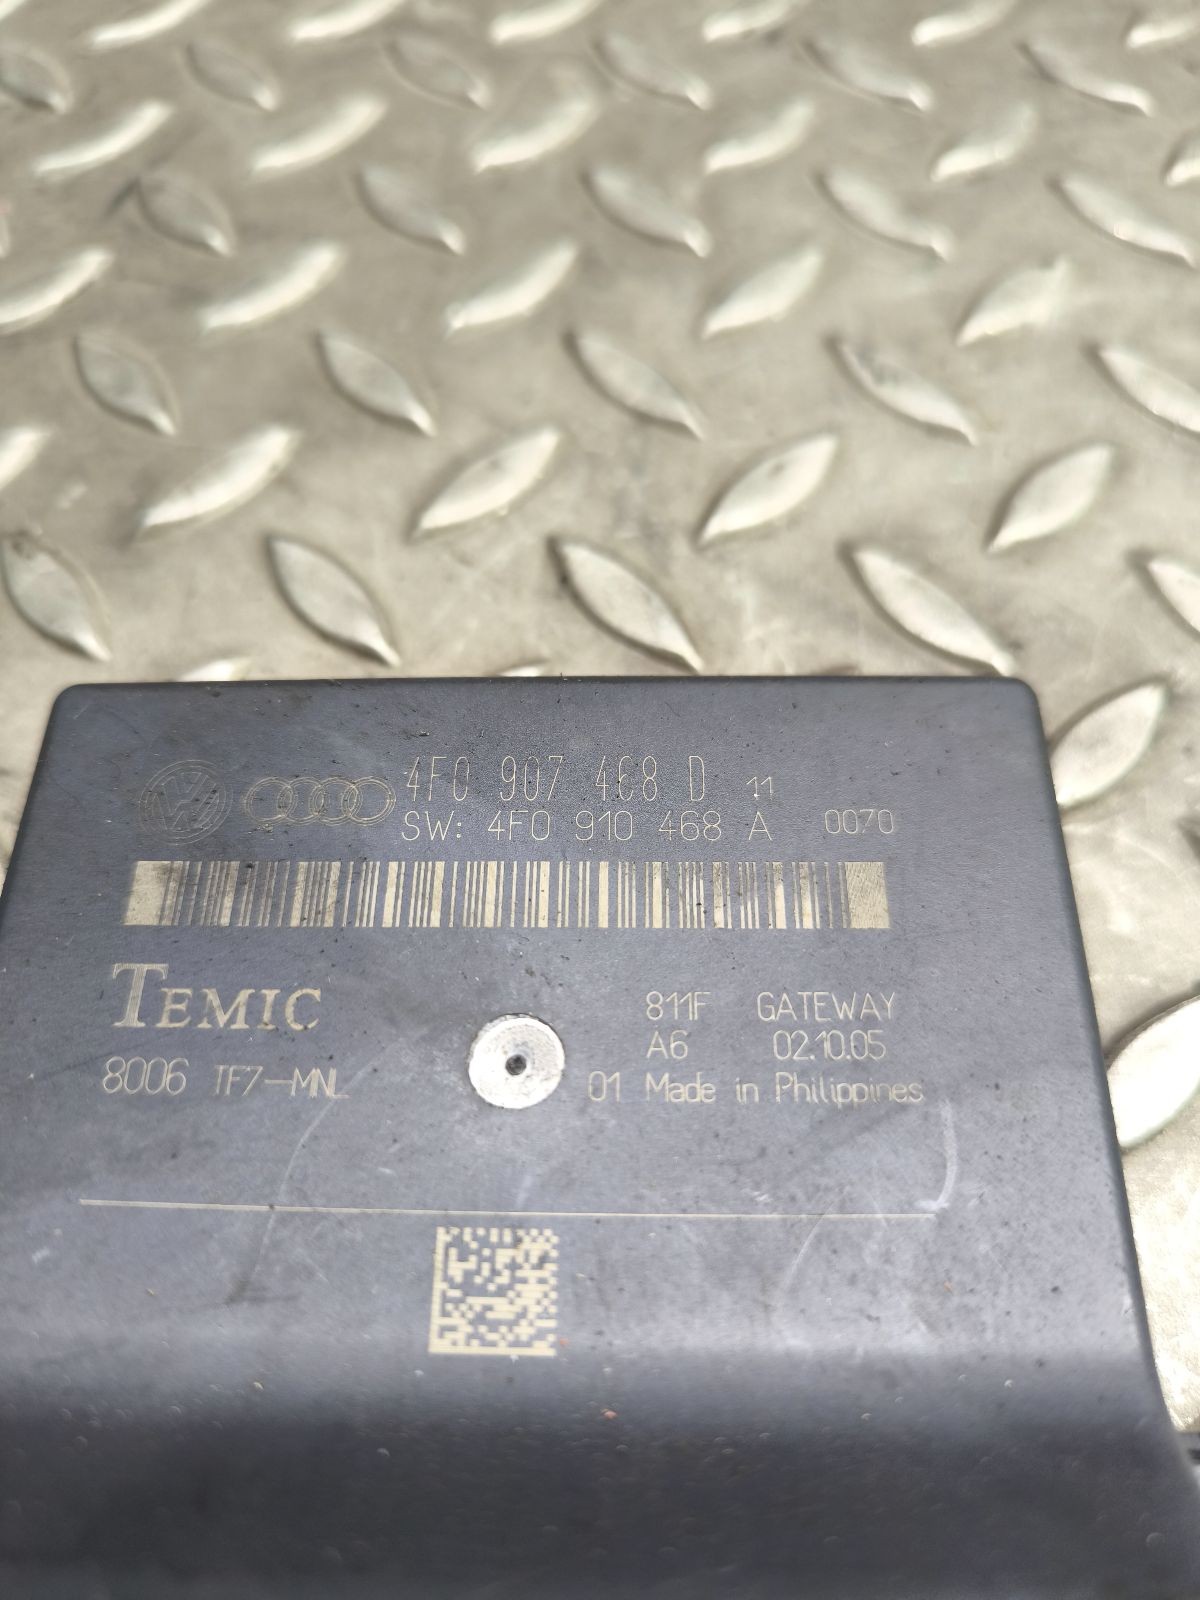 4F0 907 468 D 11
SW: 4F0 910 468 A 0070
TEMIC
811F GATEWAY
A6 02.10.05
8006 TF7-MNL
01 Made in Philippines